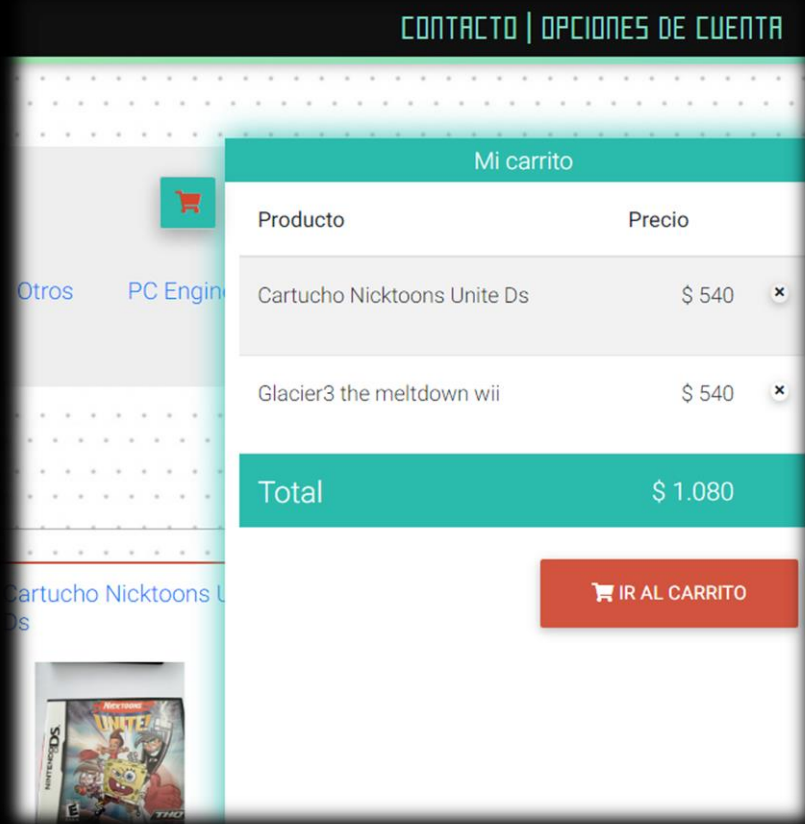 CONTACTO | OPCIONES DE CUENTA
Mi carrito
Producto Precio
Otros PC Engin
Cartucho Nicktoons Unite Ds $ 540 ×
Glacier3 the meltdown wii $ 540 ×
Total $ 1.080
IR AL CARRITO
Cartucho Nicktoons U
Ds
NICKTOONS
UNITE!
NINTENDO DS
E
THQ